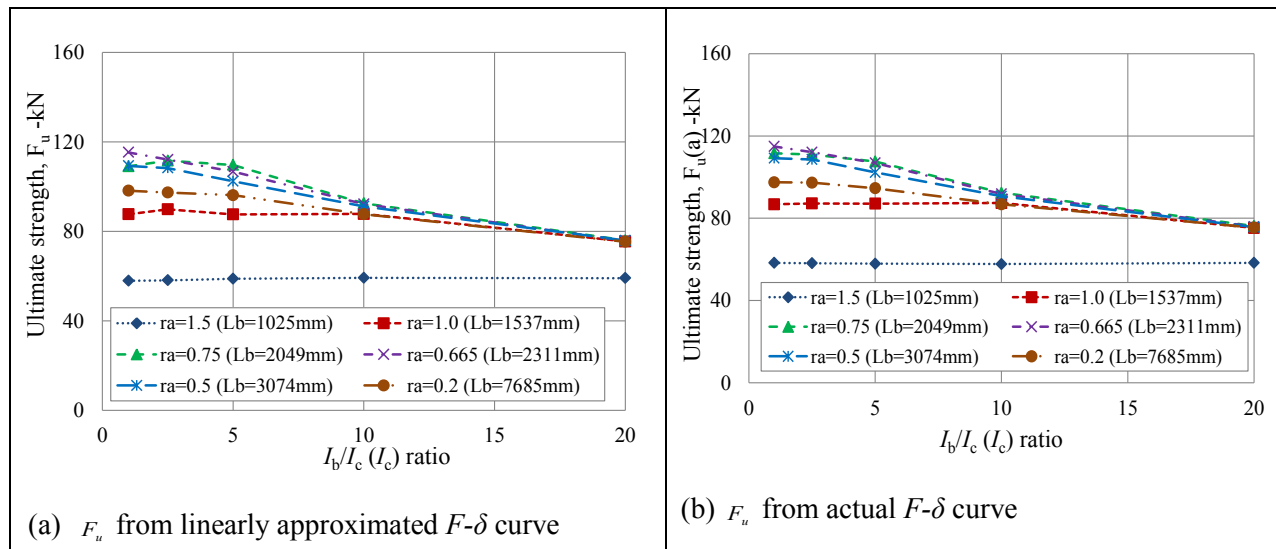 Ultimate strength, Fu -kN
160
120
80
40
0
0 5 10 15 20
ra=1.5 (Lb=1025mm) ra=1.0 (Lb=1537mm)
ra=0.75 (Lb=2049mm) ra=0.665 (Lb=2311mm)
ra=0.5 (Lb=3074mm) ra=0.2 (Lb=7685mm)
Ib/Ic (Ic) ratio
(a) Fu from linearly approximated F-δ curve
Ultimate strength, Fu(a) -kN
160
120
80
40
0
0 5 10 15 20
ra=1.5 (Lb=1025mm) ra=1.0 (Lb=1537mm)
ra=0.75 (Lb=2049mm) ra=0.665 (Lb=2311mm)
ra=0.5 (Lb=3074mm) ra=0.2 (Lb=7685mm)
Ib/Ic (Ic) ratio
(b) Fu from actual F-δ curve